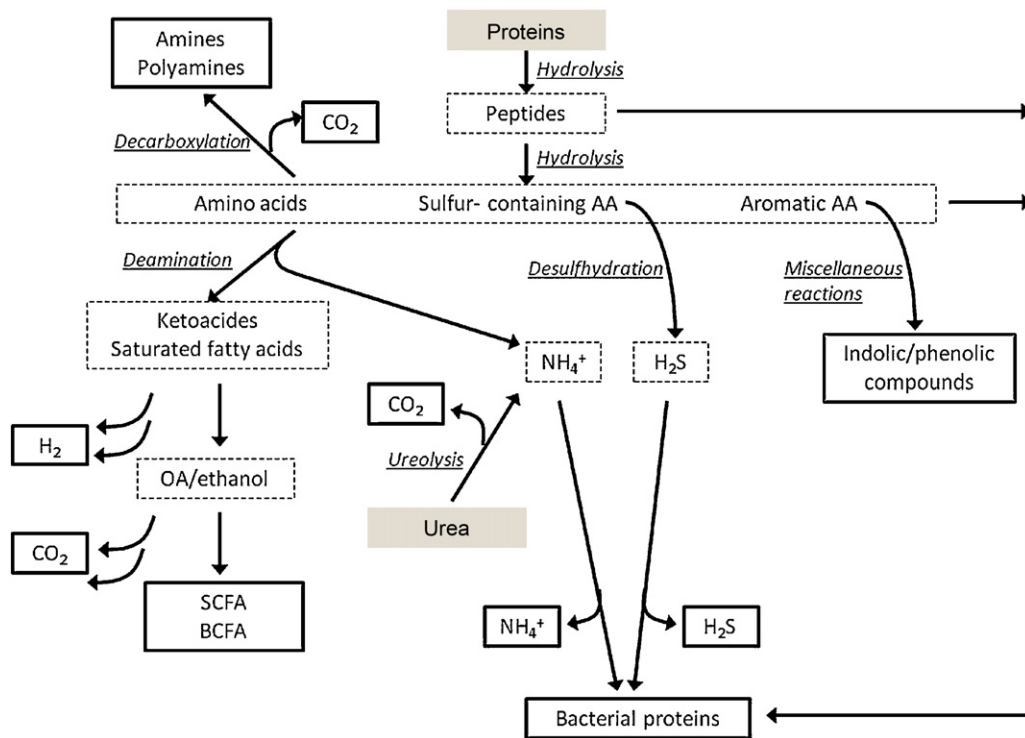 Proteins
Amines
Polyamines
Hydrolysis
CO₂
Peptides
Decarboxylation
Hydrolysis
Amino acids
Sulfur- containing AA
Aromatic AA
Deamination
Desulfhydration
Miscellaneous
reactions
Ketoacides
Saturated fatty acids
NH₄⁺
H₂S
Indolic/phenolic
compounds
CO₂
H₂
Ureolysis
OA/ethanol
Urea
CO₂
SCFA
BCFA
NH₄⁺
H₂S
Bacterial proteins